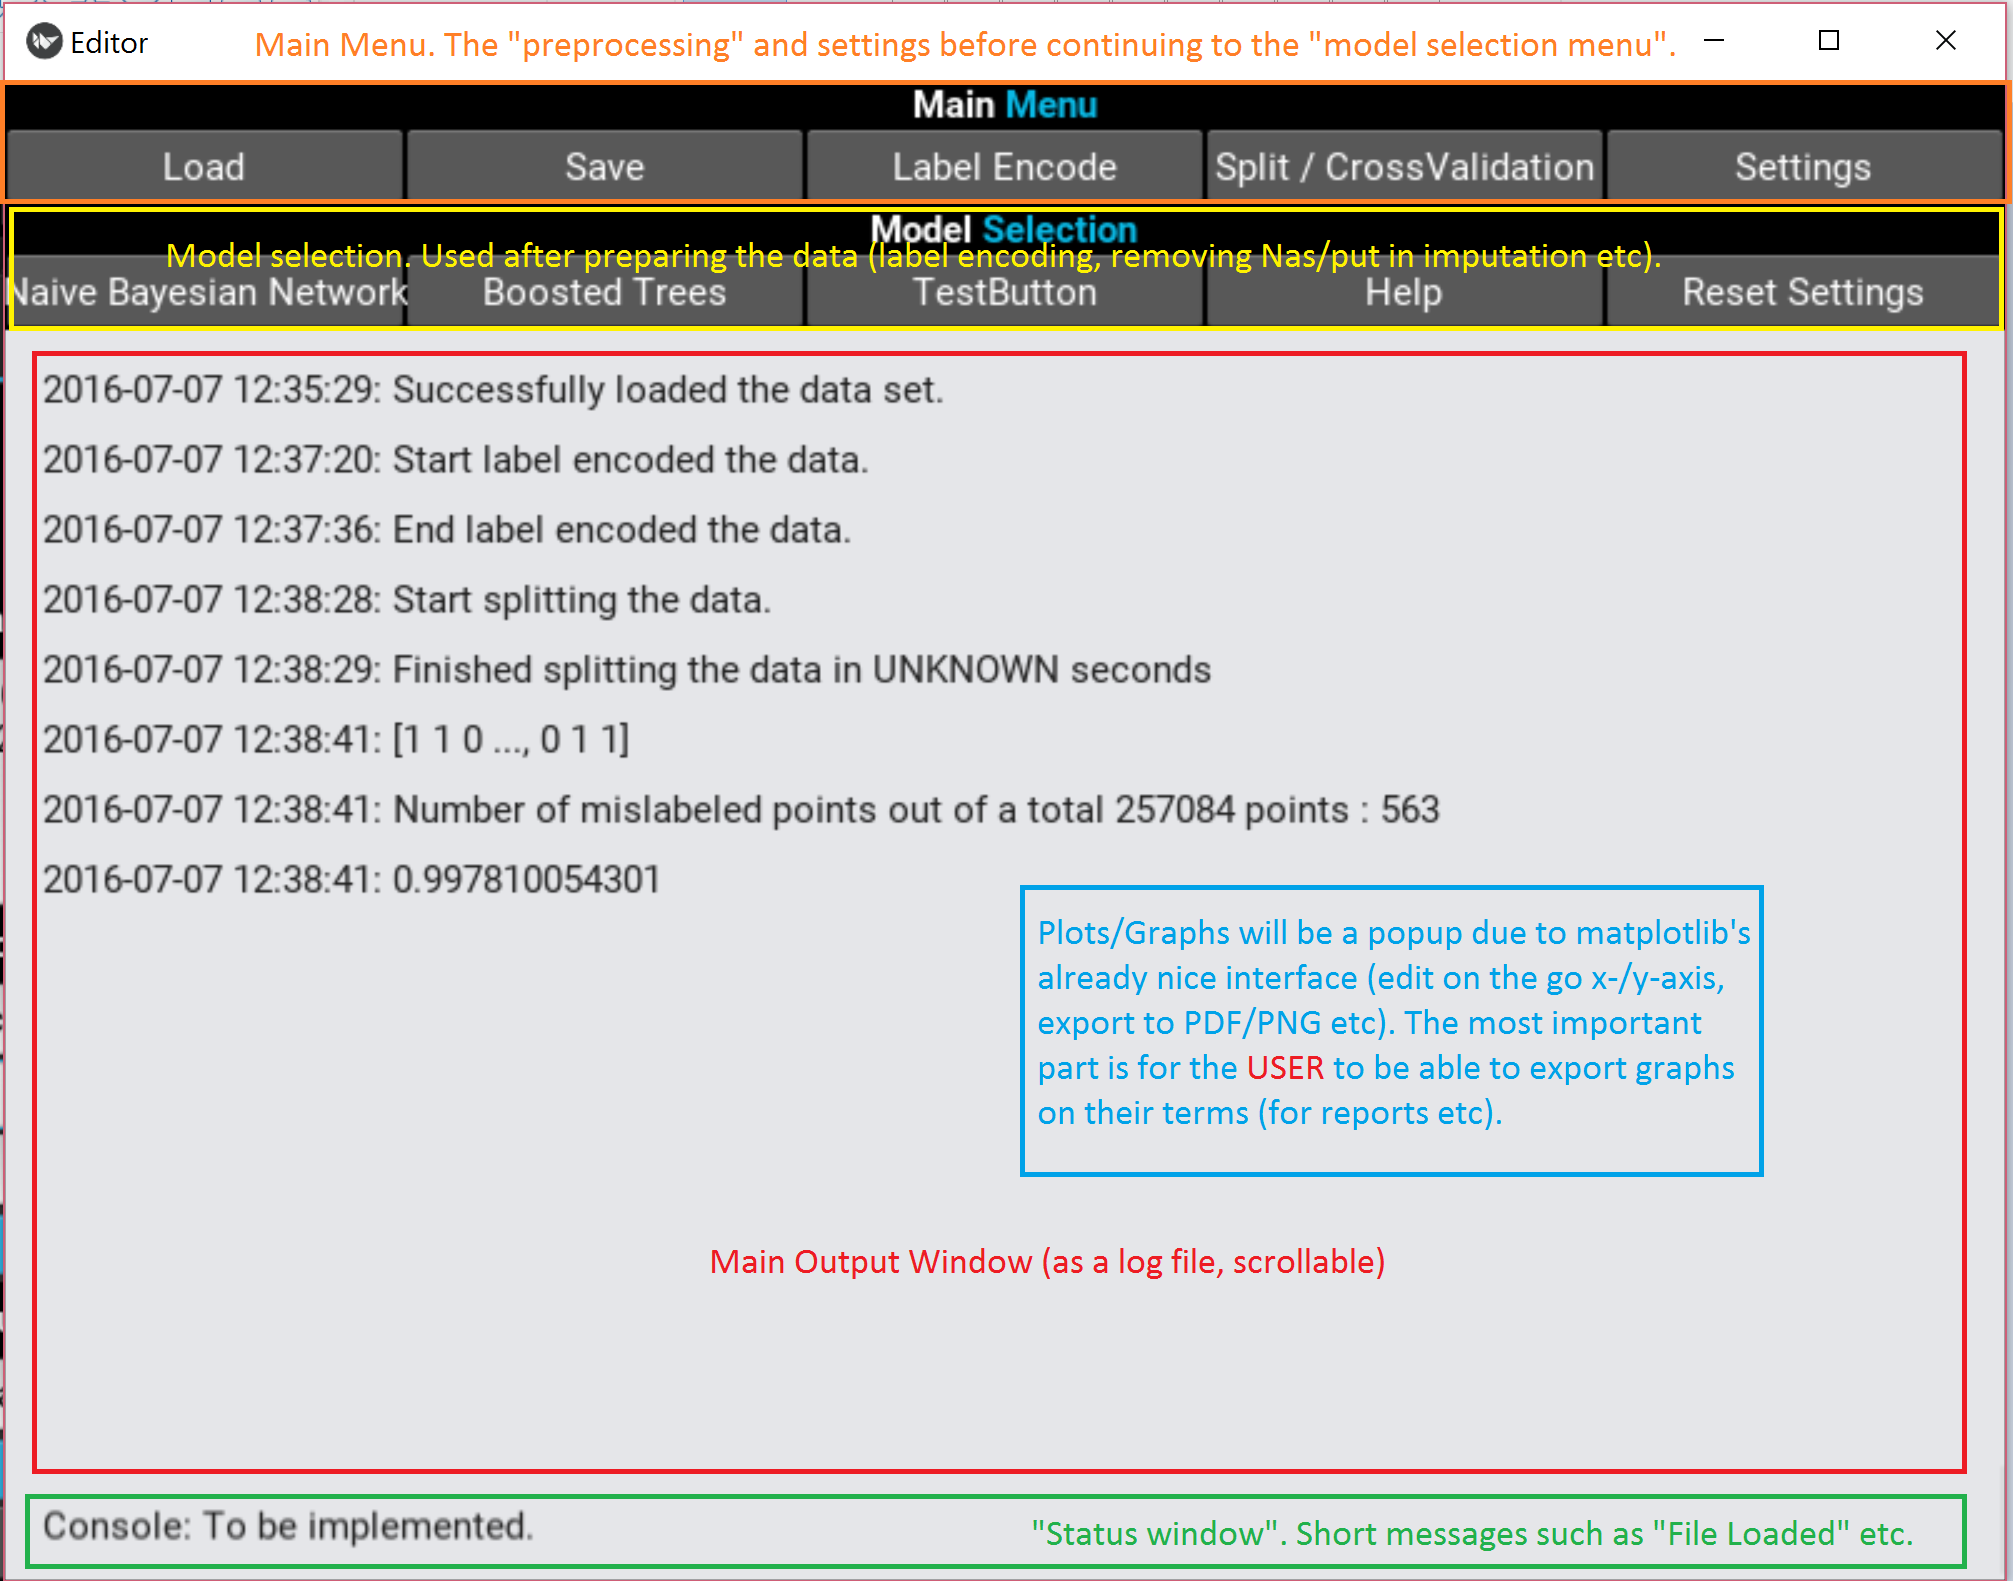 Editor
Main Menu. The "preprocessing" and settings before continuing to the "model selection menu".
Main Menu
Load
Save
Label Encode
Split / CrossValidation
Settings
Model Selection
Model selection. Used after preparing the data (label encoding, removing Nas/put in imputation etc).
Naive Bayesian Network
Boosted Trees
TestButton
Help
Reset Settings
2016-07-07 12:35:29: Successfully loaded the data set.
2016-07-07 12:37:20: Start label encoded the data.
2016-07-07 12:37:36: End label encoded the data.
2016-07-07 12:38:28: Start splitting the data.
2016-07-07 12:38:29: Finished splitting the data in UNKNOWN seconds
2016-07-07 12:38:41: [1 1 0 ..., 0 1 1]
2016-07-07 12:38:41: Number of mislabeled points out of a total 257084 points : 563
2016-07-07 12:38:41: 0.997810054301
Plots/Graphs will be a popup due to matplotlib's
already nice interface (edit on the go x-/y-axis,
export to PDF/PNG etc). The most important
part is for the USER to be able to export graphs
on their terms (for reports etc).
Main Output Window (as a log file, scrollable)
Console: To be implemented.
"Status window". Short messages such as "File Loaded" etc.